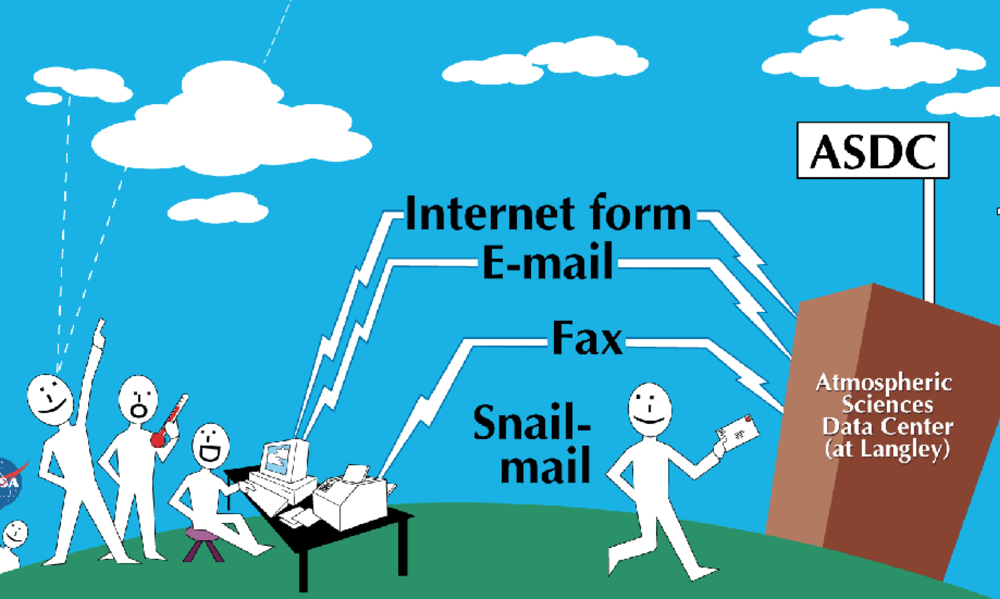 ASDC
Internet form
E-mail
Fax
Snail-
mail
Atmospheric
Sciences
Data Center
(at Langley)